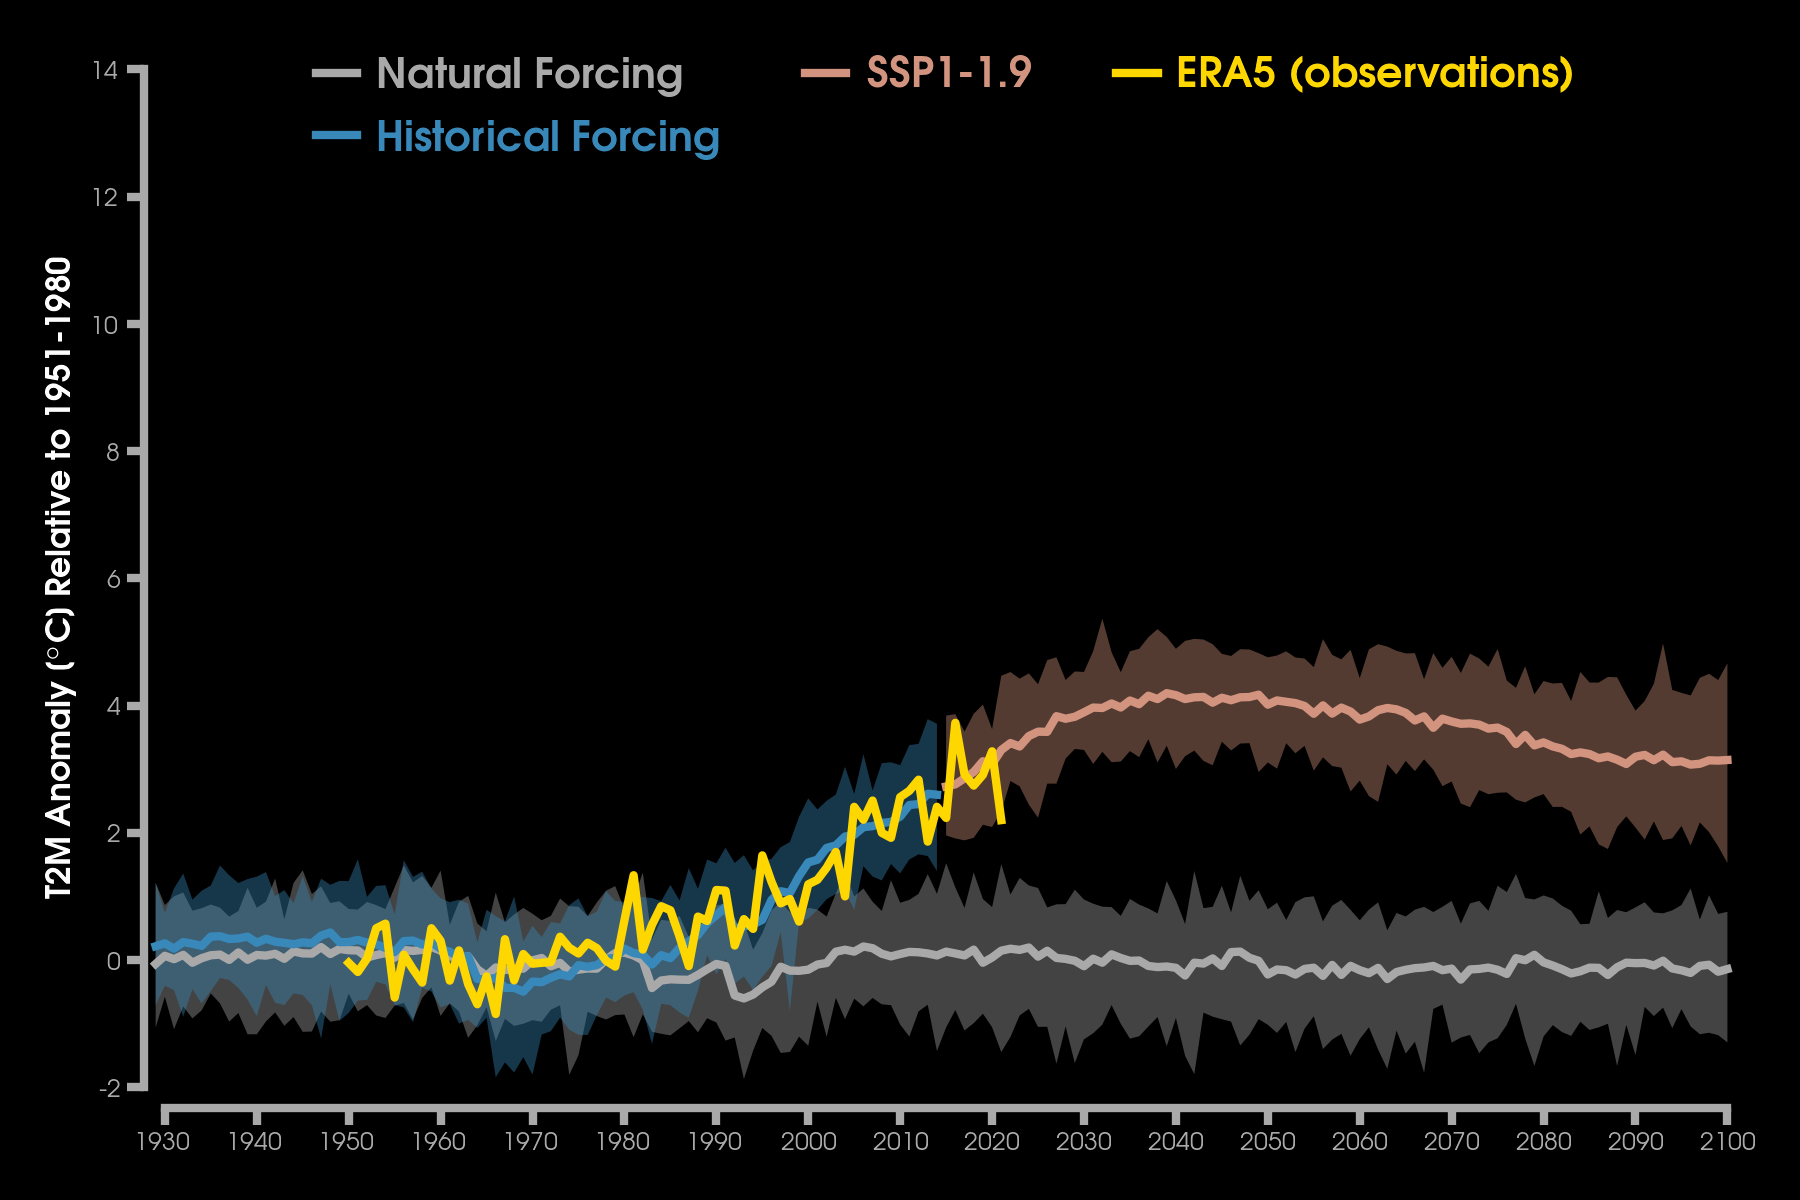 Natural Forcing
SSP1-1.9
ERA5 (observations)
Historical Forcing
T2M Anomaly (°C) Relative to 1951-1980
14
12
10
8
6
4
2
0
-2
1930 1940 1950 1960 1970 1980 1990 2000 2010 2020 2030 2040 2050 2060 2070 2080 2090 2100